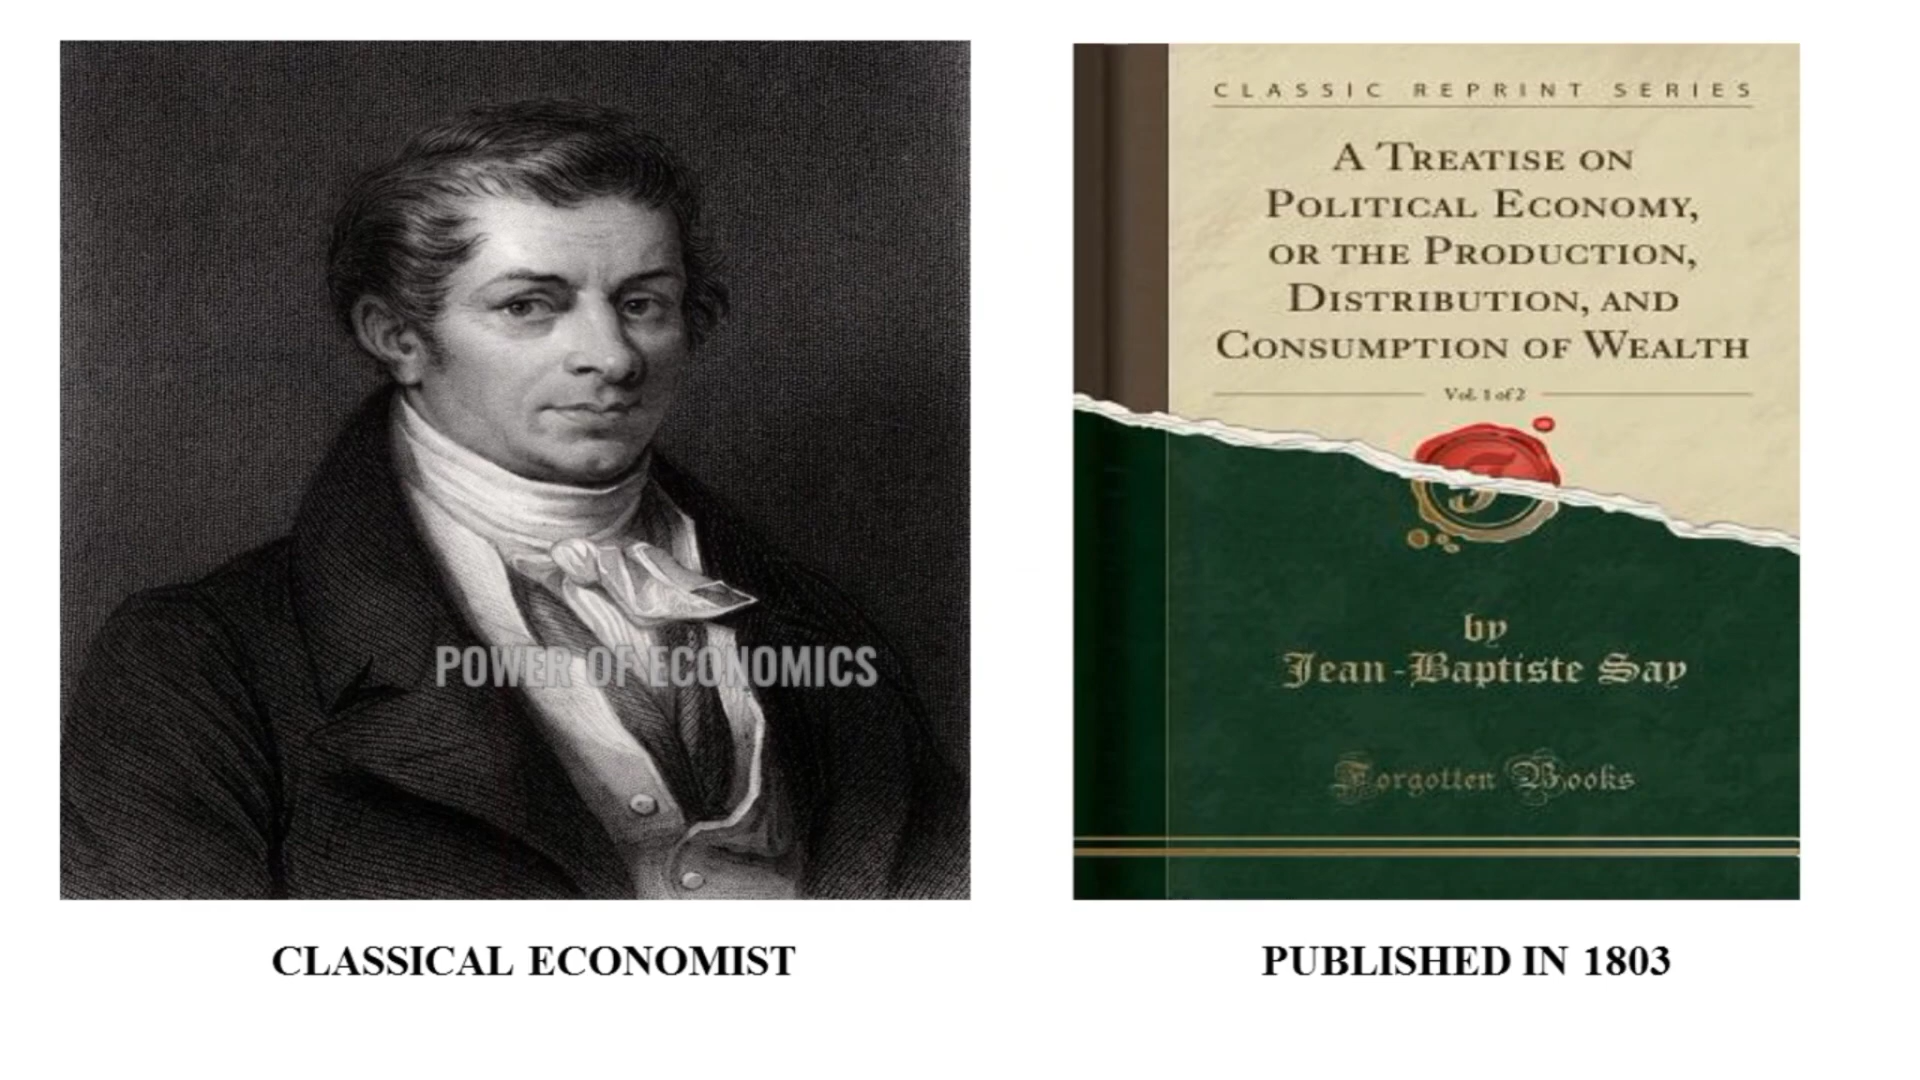 POWER OF ECONOMICS
CLASSICAL ECONOMIST
CLASSIC REPRINT SERIES
A TREATISE ON
POLITICAL ECONOMY,
OR THE PRODUCTION,
DISTRIBUTION, AND
CONSUMPTION OF WEALTH
Vol. 1 of 2
by
Jean-Baptiste Say
Forgotten Books
PUBLISHED IN 1803